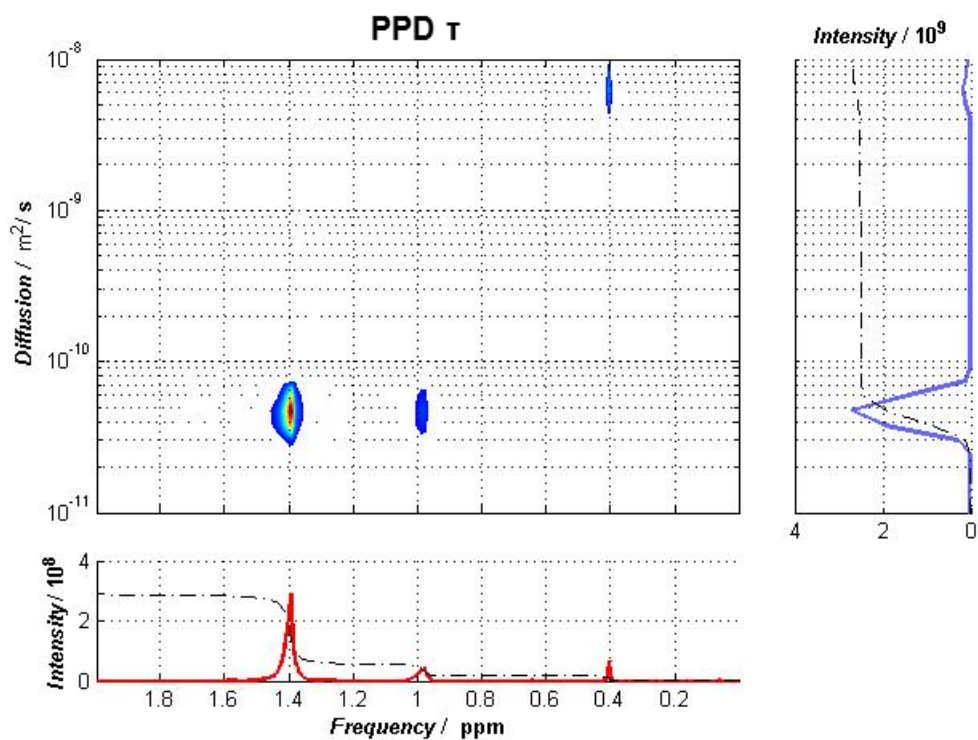 PPD τ
Intensity / 10⁹
10⁻⁸
10⁻⁹
10⁻¹⁰
10⁻¹¹
Diffusion / m²/ s
4 2 0
Intensity / 10⁸
4
2
0
1.8 1.6 1.4 1.2 1 0.8 0.6 0.4 0.2
Frequency / ppm